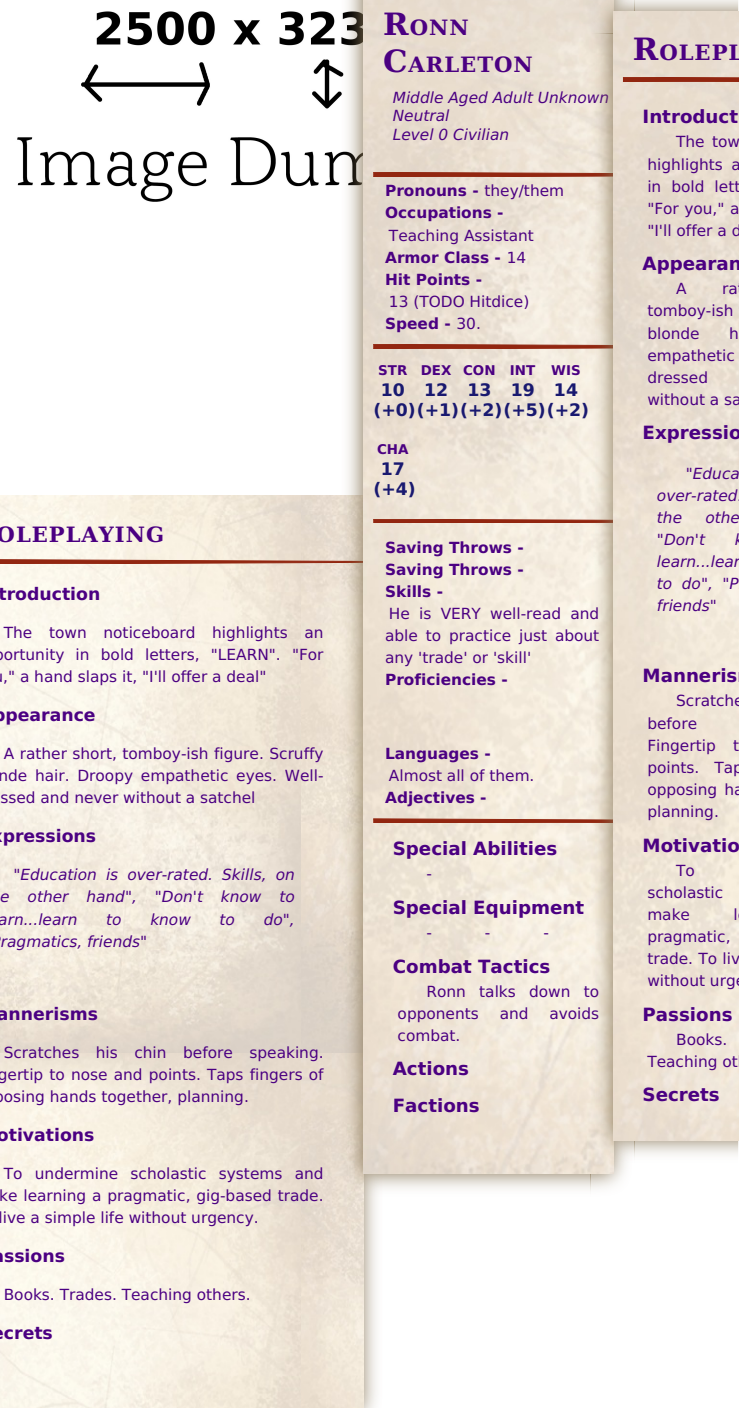 2500 x 323
Image Dum
OLEPLAYING
troduction
The town noticeboard highlights an
portunity in bold letters, "LEARN". "For
u," a hand slaps it, "I'll offer a deal"
ppearance
A rather short, tomboy-ish figure. Scruffy
nde hair. Droopy empathetic eyes. Well-
ssed and never without a satchel
xpressions
"Education is over-rated. Skills, on
e other hand", "Don't know to
arn...learn to know to do",
ragmatics, friends"
annerisms
Scratches his chin before speaking.
gertip to nose and points. Taps fingers of
posing hands together, planning.
otivations
To undermine scholastic systems and
ke learning a pragmatic, gig-based trade.
live a simple life without urgency.
assions
Books. Trades. Teaching others.
ecrets
RONN
CARLETON
Middle Aged Adult Unknown
Neutral
Level 0 Civilian
Pronouns - they/them
Occupations -
Teaching Assistant
Armor Class - 14
Hit Points -
13 (TODO Hitdice)
Speed - 30.
STR DEX CON INT WIS
10 12 13 19 14
(+0)(+1)(+2)(+5)(+2)
CHA
17
(+4)
Saving Throws -
Saving Throws -
Skills -
He is VERY well-read and
able to practice just about
any 'trade' or 'skill'
Proficiencies -
Languages -
Almost all of them.
Adjectives -
Special Abilities
-
Special Equipment
- - -
Combat Tactics
Ronn talks down to
opponents and avoids
combat.
Actions
Factions
ROLEPL
Introduct
The tow
highlights a
in bold lett
"For you," a
"I'll offer a d
Appearan
A ra
tomboy-ish
blonde h
empathetic
dressed
without a sa
Expressio
"Educa
over-rated.
the othe
"Don't k
learn...lear
to do", "P
friends"
Manneris
Scratche
before
Fingertip t
points. Tap
opposing ha
planning.
Motivatio
To
scholastic
make le
pragmatic,
trade. To liv
without urge
Passions
Books.
Teaching ot
Secrets